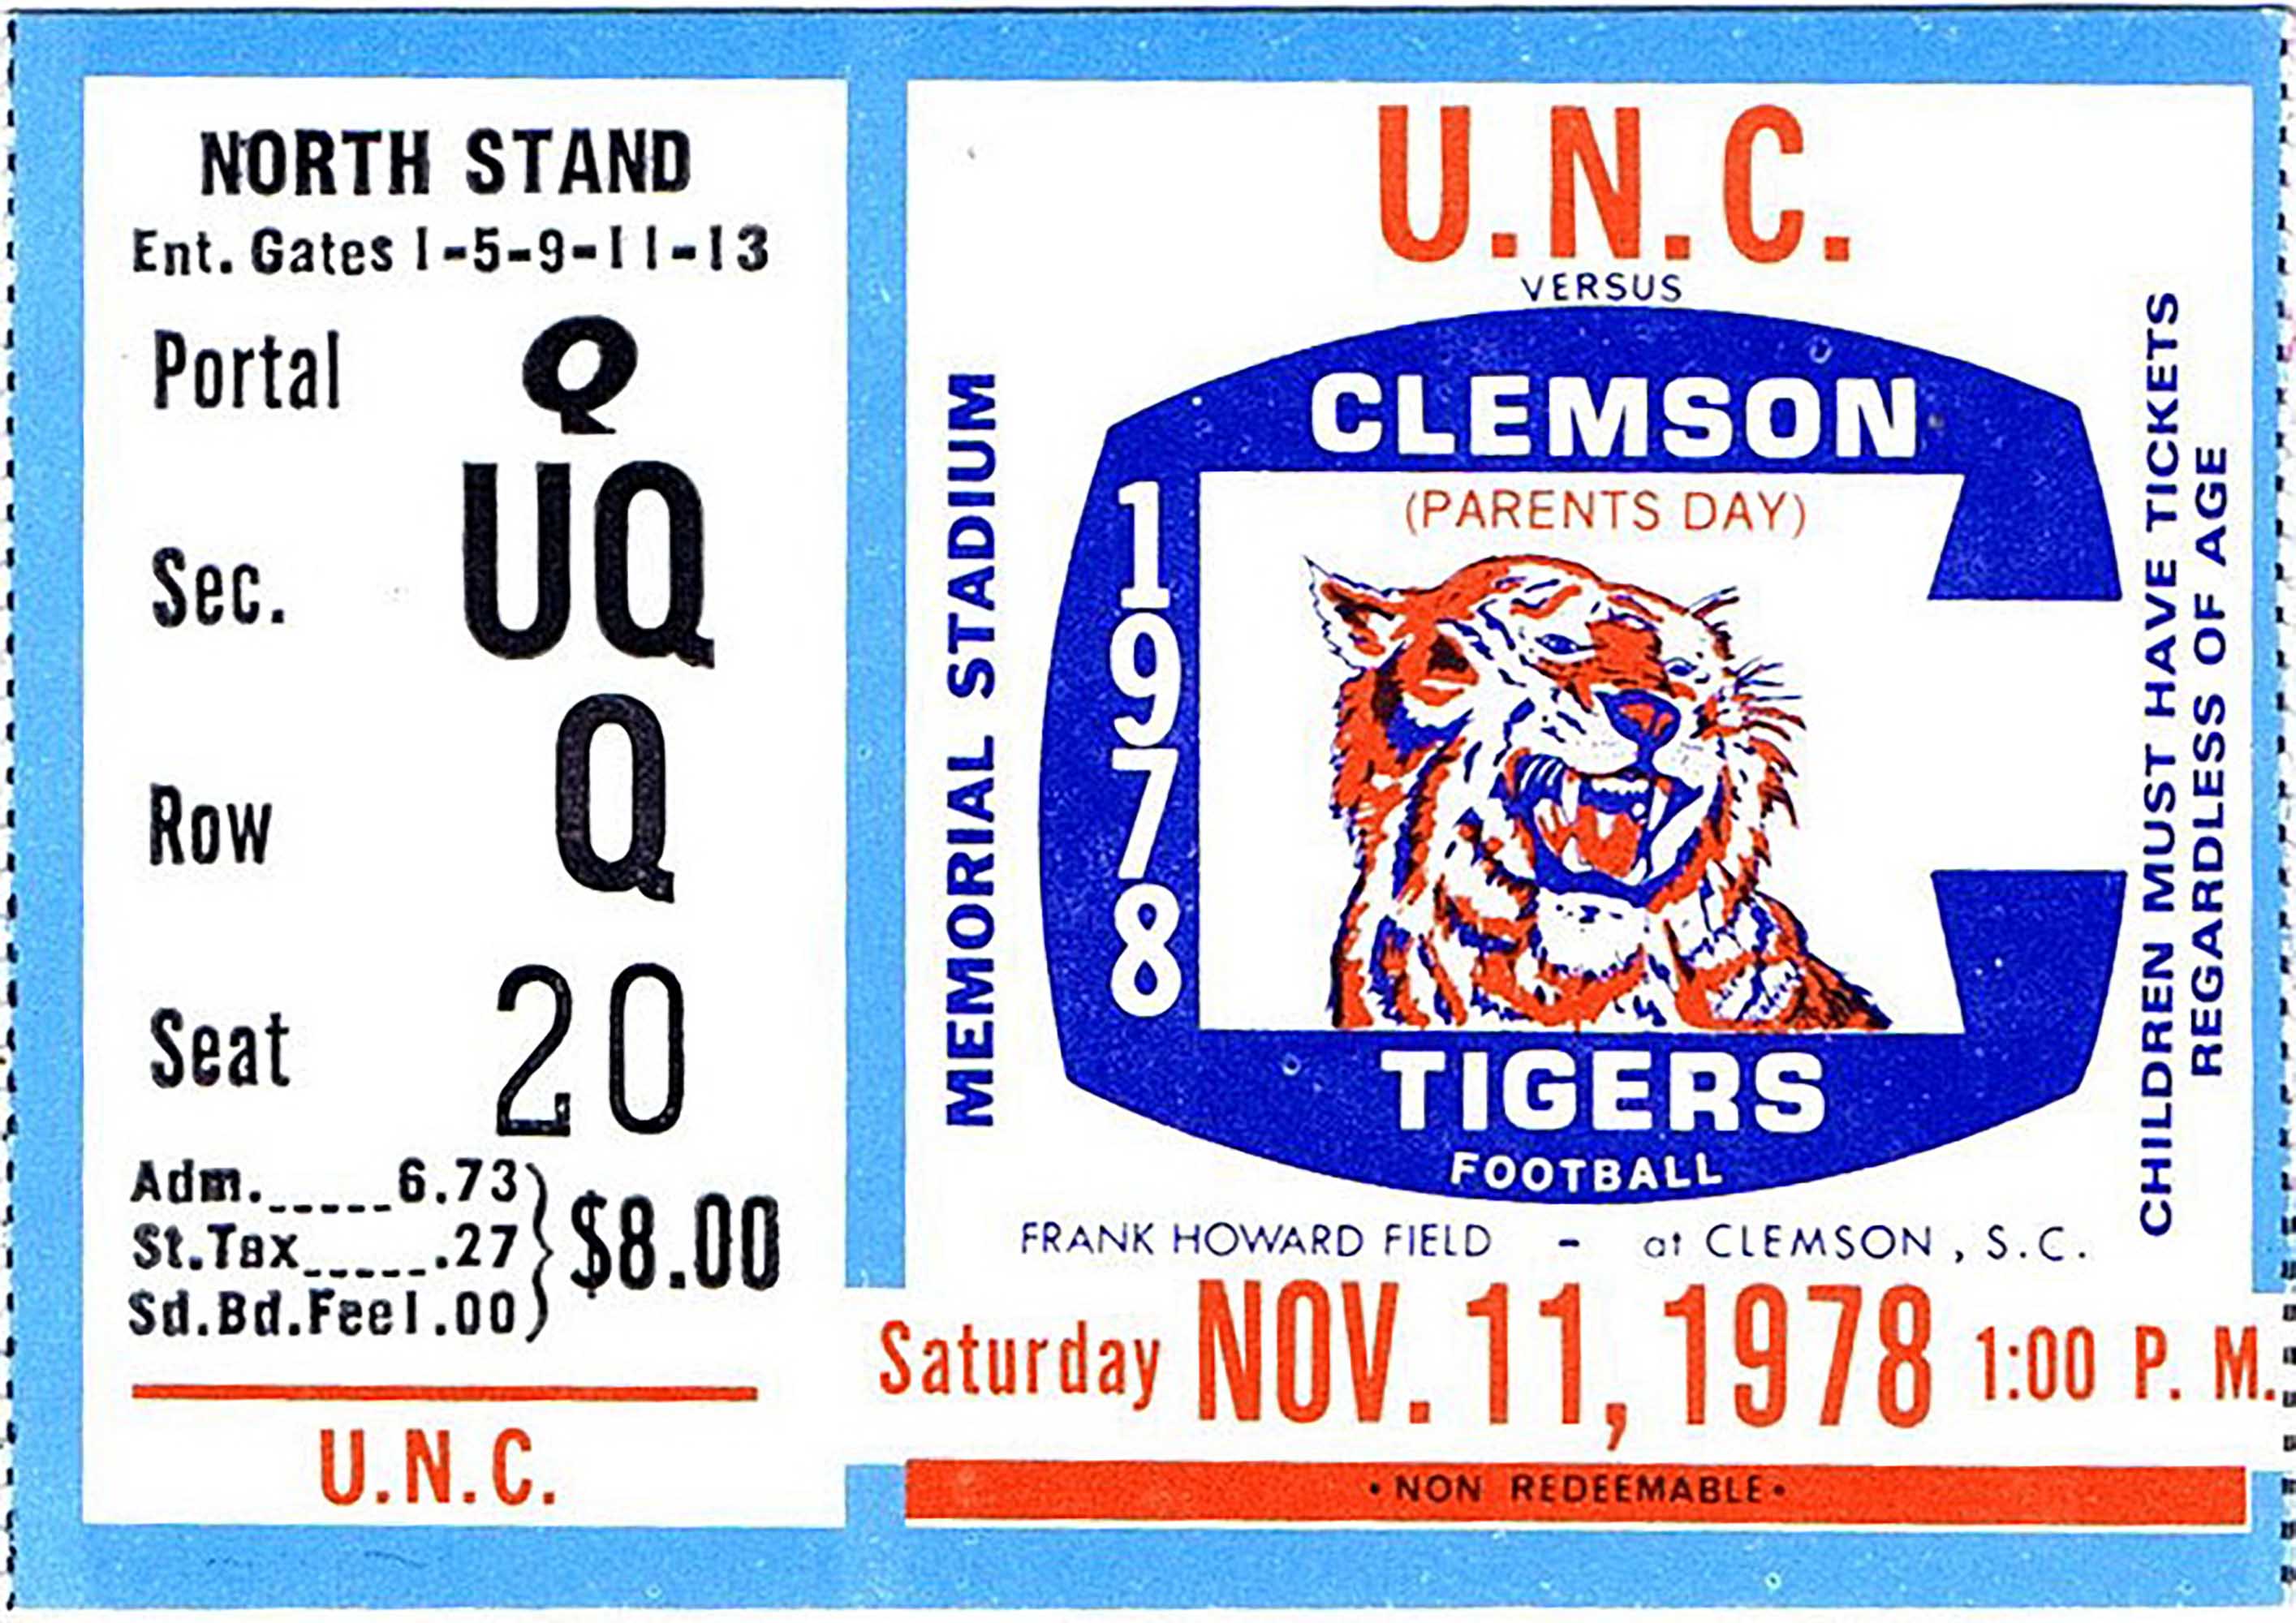 NORTH STAND
Ent. Gates 1-5-9-11-13
Portal Q
Sec. UQ
Row Q
Seat 20
Adm._____6.73
St.Tax_____.27
Sd.Bd.Fee1.00
$8.00
U.N.C.
MEMORIAL STADIUM
U.N.C.
VERSUS
CLEMSON
(PARENTS DAY)
1978
TIGERS
FOOTBALL
FRANK HOWARD FIELD - at CLEMSON, S.C.
Saturday NOV. 11, 1978 1:00 P. M.
• NON REDEEMABLE •
CHILDREN MUST HAVE TICKETS
REGARDLESS OF AGE